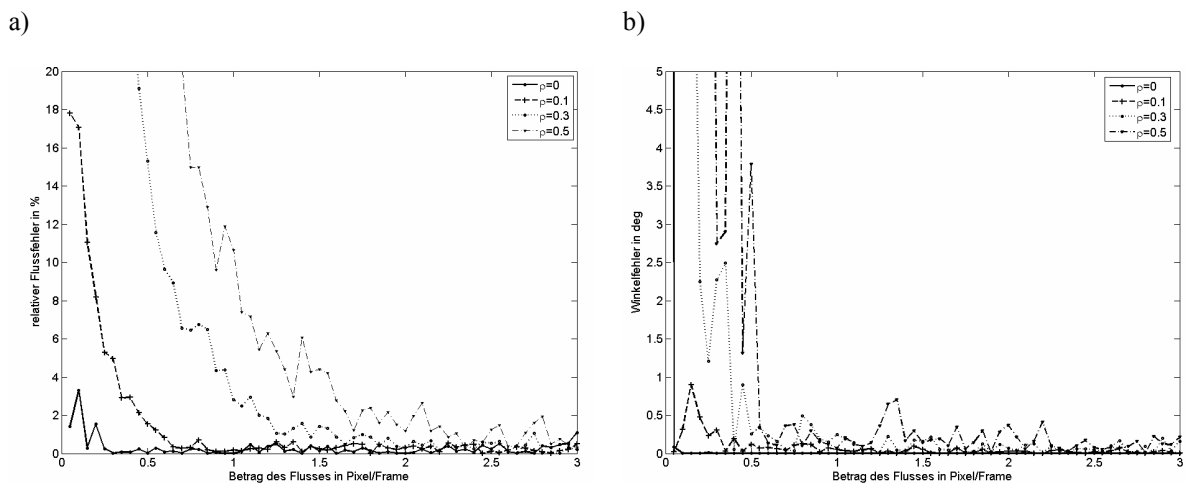 a)
20
18
16
14
12
10
8
6
4
2
0
relativer Flussfehler in %
ρ=0
ρ=0.1
ρ=0.3
ρ=0.5
0
0.5
1
1.5
2
2.5
3
Betrag des Flusses in Pixel/Frame
b)
5
4.5
4
3.5
3
2.5
2
1.5
1
0.5
0
Winkelfehler in deg
ρ=0
ρ=0.1
ρ=0.3
ρ=0.5
0
0.5
1
1.5
2
2.5
3
Betrag des Flusses in Pixel/Frame